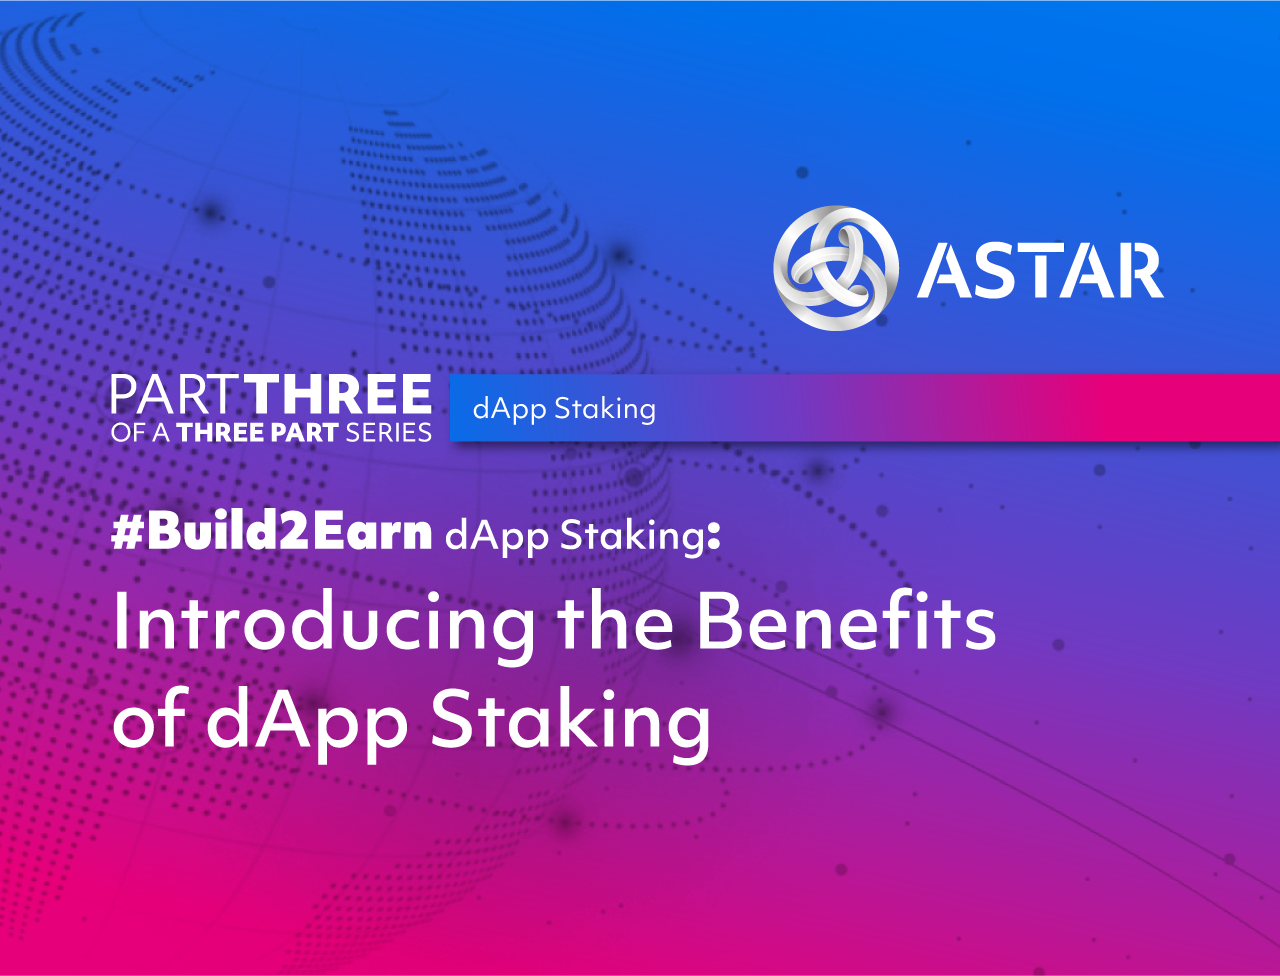 ASTAR
PART THREE
OF A THREE PART SERIES
dApp Staking
#Build2Earn dApp Staking:
Introducing the Benefits
of dApp Staking